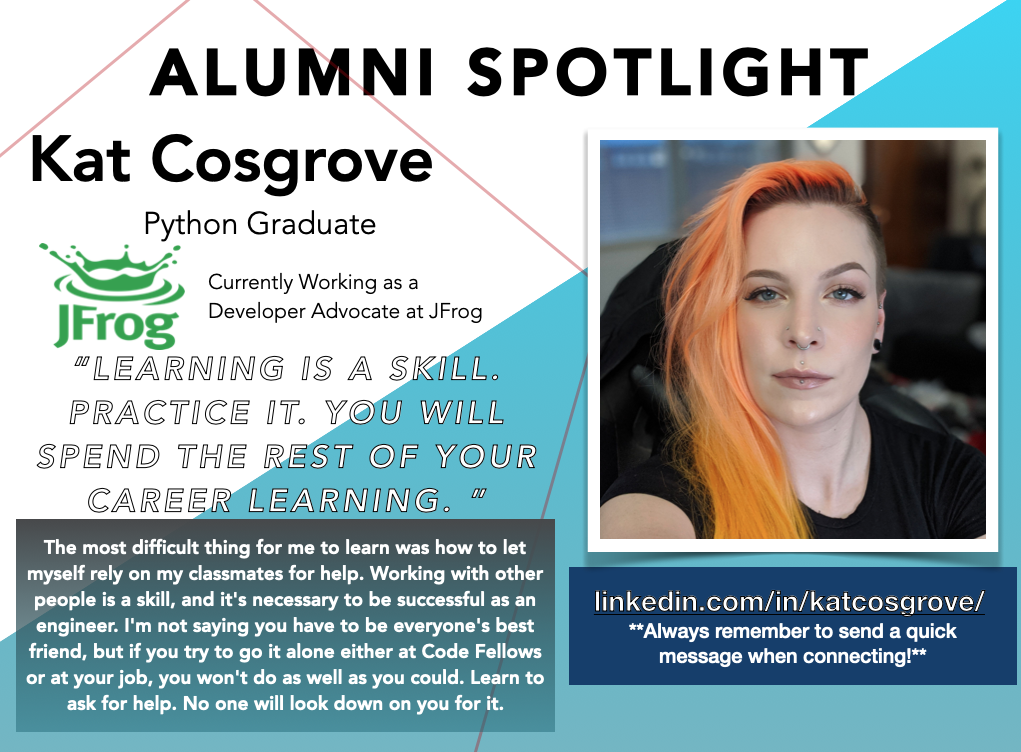 ALUMNI SPOTLIGHT
Kat Cosgrove
Python Graduate
JFrog
Currently Working as a
Developer Advocate at JFrog
“LEARNING IS A SKILL.
PRACTICE IT. YOU WILL
SPEND THE REST OF YOUR
CAREER LEARNING. ”
The most difficult thing for me to learn was how to let
myself rely on my classmates for help. Working with other
people is a skill, and it's necessary to be successful as an
engineer. I'm not saying you have to be everyone's best
friend, but if you try to go it alone either at Code Fellows
or at your job, you won't do as well as you could. Learn to
ask for help. No one will look down on you for it.
linkedin.com/in/katcosgrove/
**Always remember to send a quick
message when connecting!**